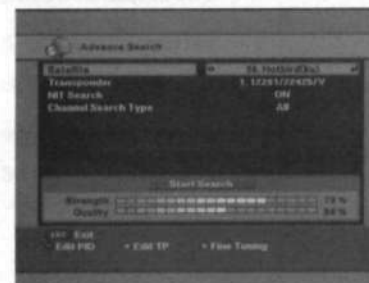 Advance Search
Satellite
Transponder
NIT Search ON
Channel Search Type All
Start Search
Strength 70 %
Quality
Exit
Edit PID • Edit TP • Fine Tuning